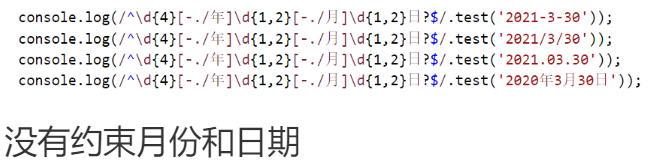 console.log(/^\d{4}[-./年]\d{1,2}[-./月]\d{1,2}日?$/.test('2021-3-30'));
console.log(/^\d{4}[-./年]\d{1,2}[-./月]\d{1,2}日?$/.test('2021/3/30'));
console.log(/^\d{4}[-./年]\d{1,2}[-./月]\d{1,2}日?$/.test('2021.03.30'));
console.log(/^\d{4}[-./年]\d{1,2}[-./月]\d{1,2}日?$/.test('2020年3月30日'));
没有约束月份和日期